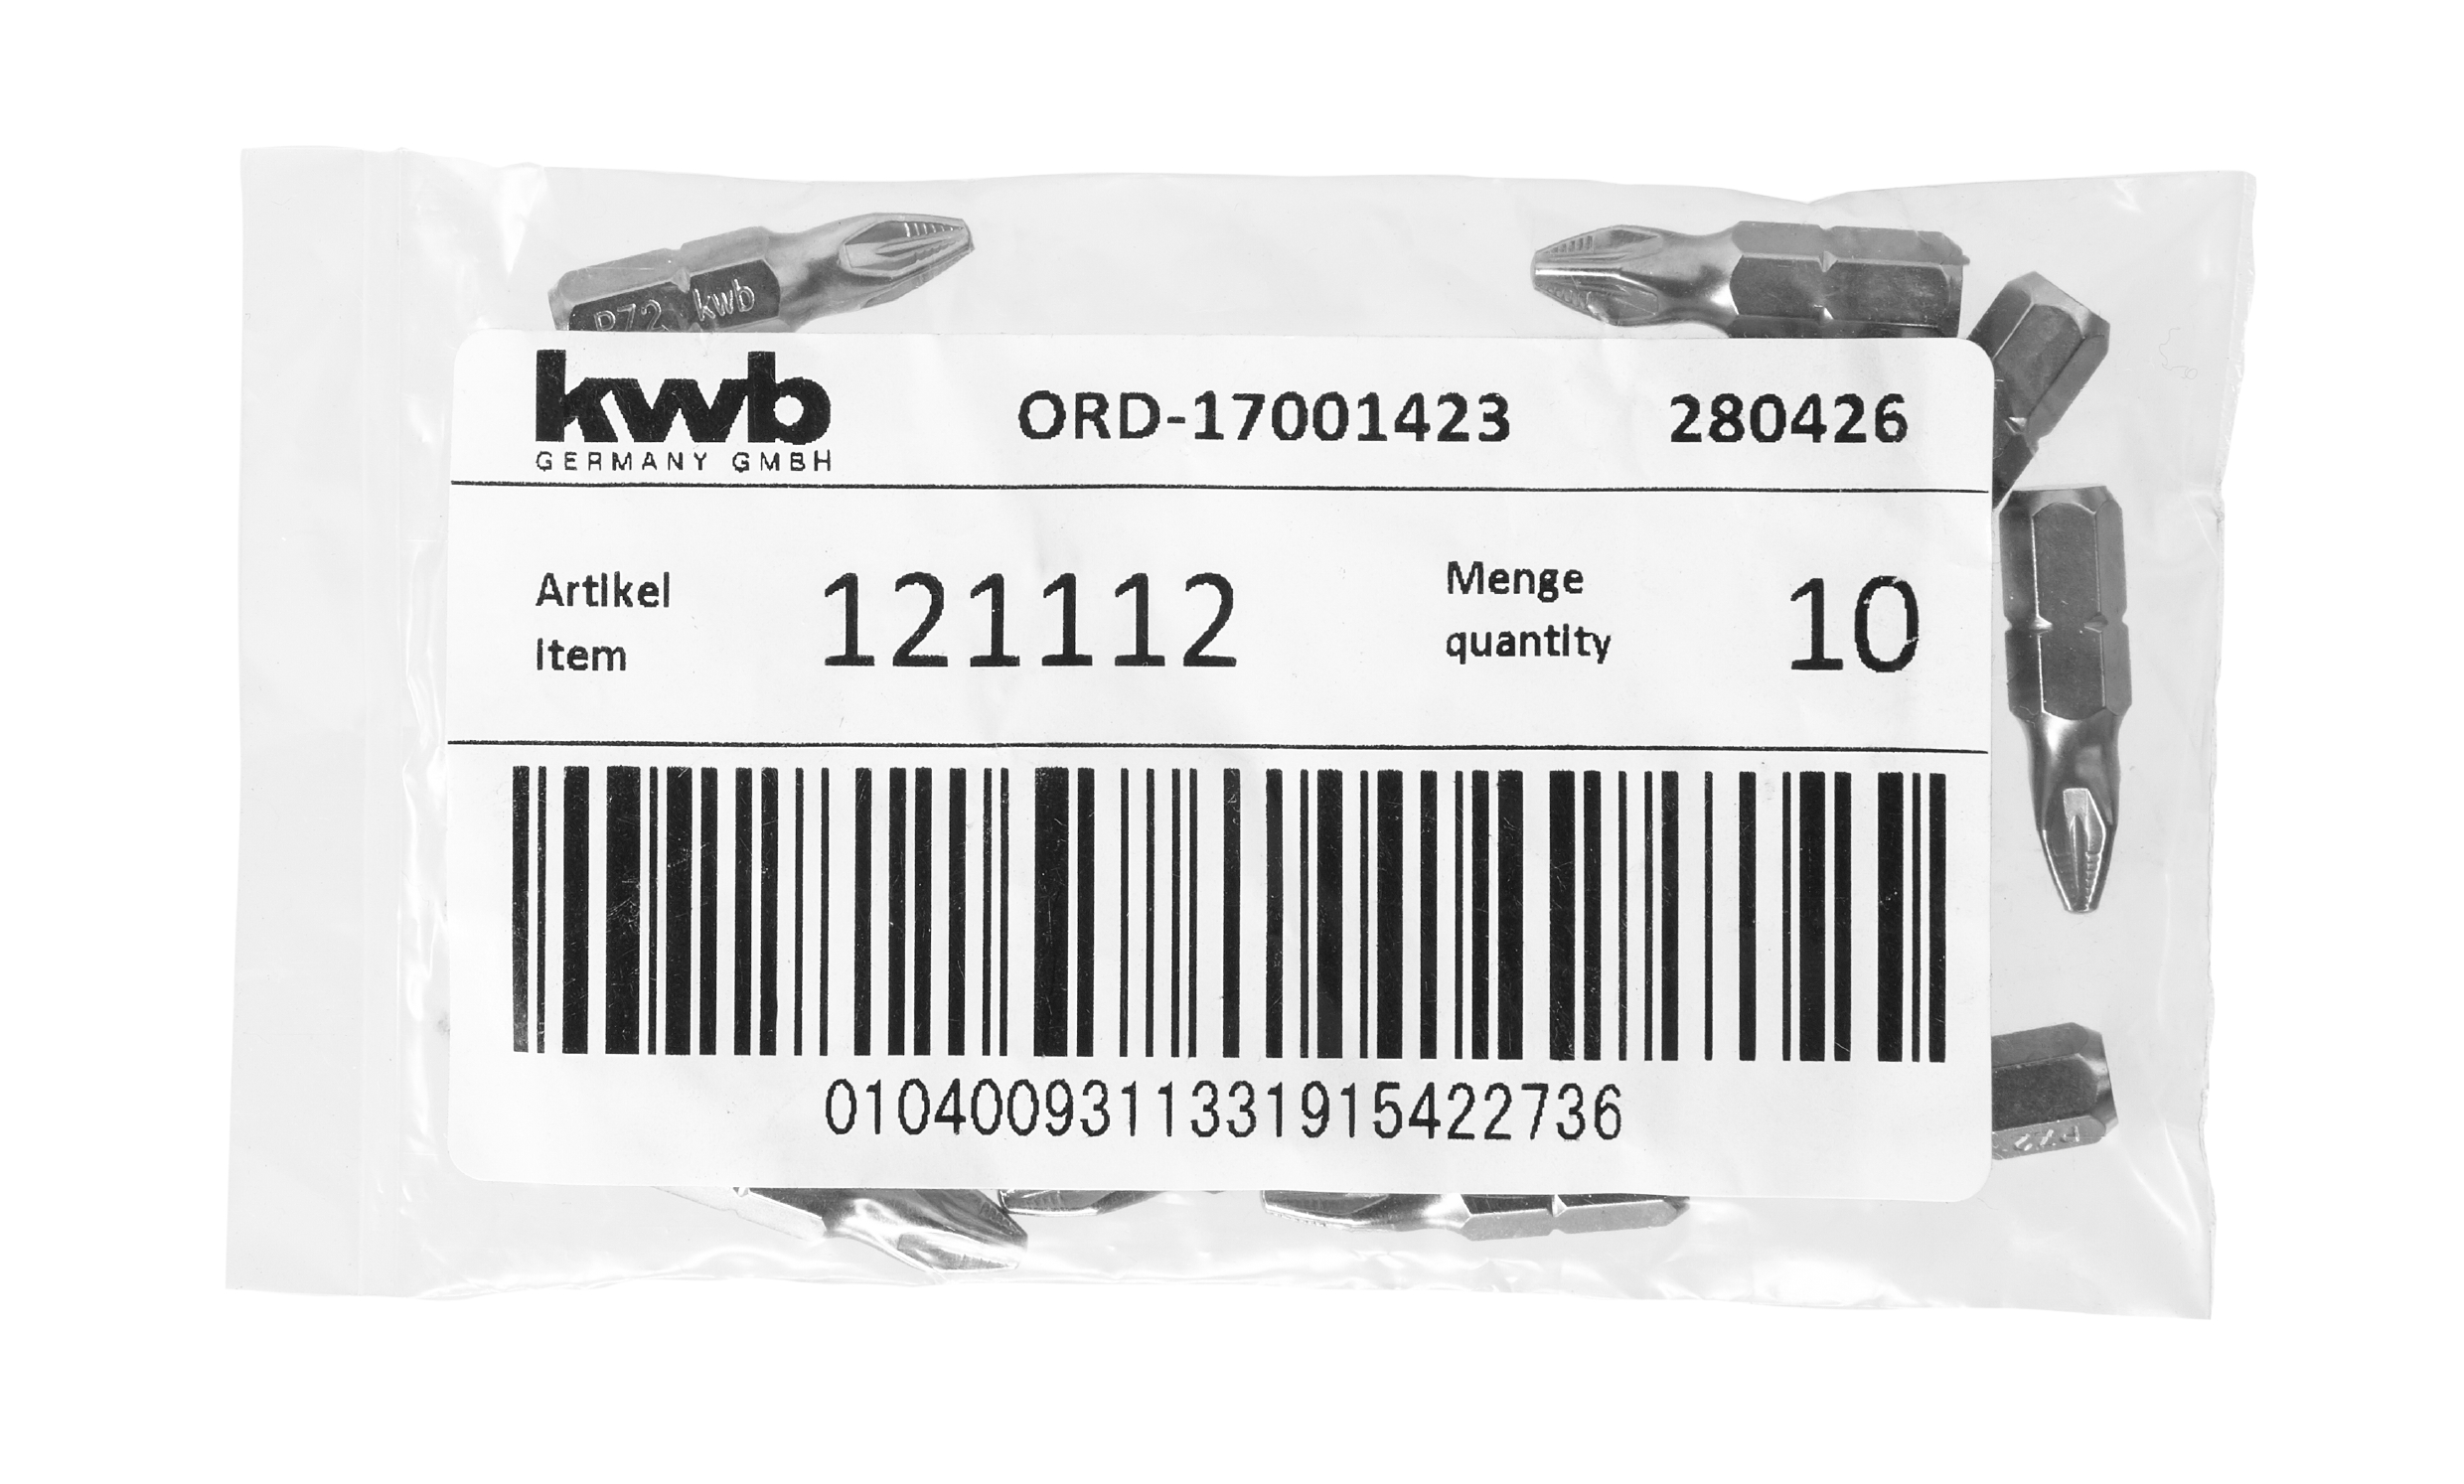 PZ2 kwb
kwb
GERMANY GMBH
ORD-17001423
280426
Artikel
Item
121112
Menge
quantity
10
0104009311331915422736